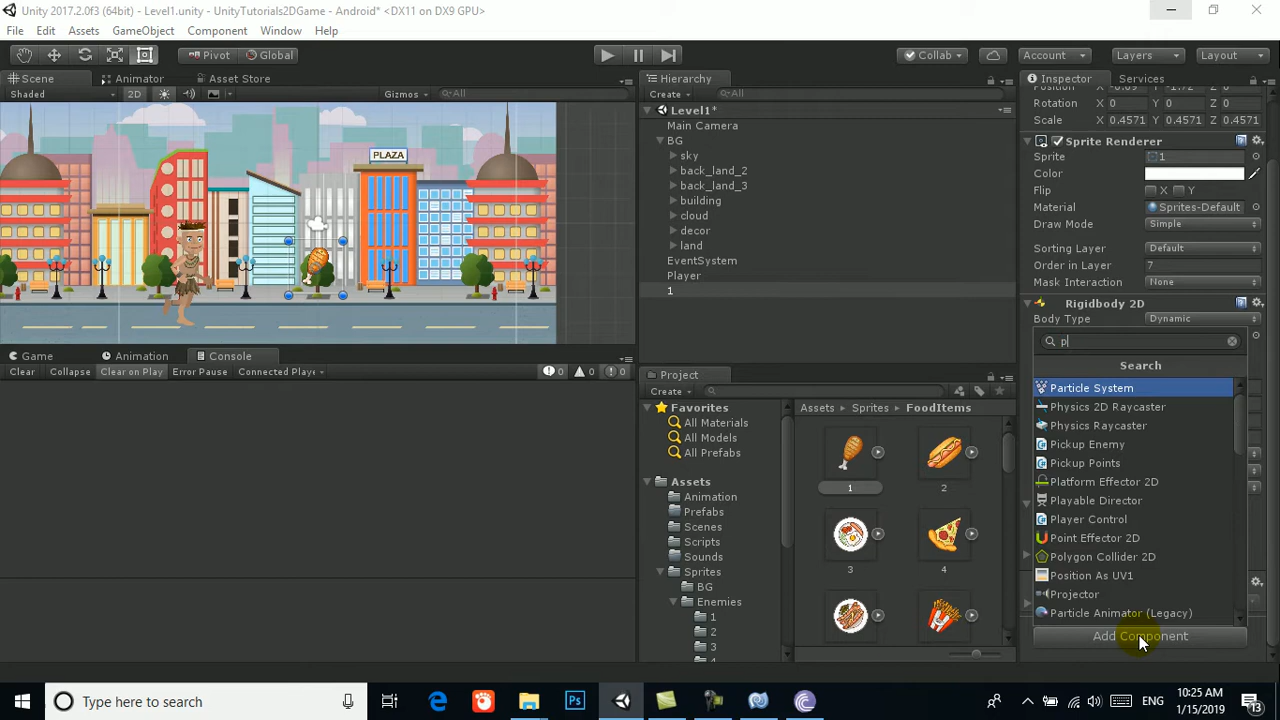 Unity 2017.2.0f3 (64bit) - Level1.unity - UnityTutorials2DGame - Android* <DX11 on DX9 GPU>
File Edit Assets GameObject Component Window Help
Pivot Global Collab Account Layers Layout
Scene Animator Asset Store
Shaded 2D Gizmos All
PLAZA
Game Animation Console
Clear Collapse Clear on Play Error Pause Connected Playe 0 0 0
Hierarchy
Create All
Level1*
Main Camera
BG
sky
back_land_2
back_land_3
building
cloud
decor
land
EventSystem
Player
1
Project
Create
Favorites
All Materials
All Models
All Prefabs
Assets
Animation
Prefabs
Scenes
Scripts
Sounds
Sprites
BG
Enemies
1
2
3
Assets Sprites FoodItems
1 2
3 4
Inspector Services
Rotation X 0 Y 0 Z 0
Scale X 0.4571 Y 0.4571 Z 0.4571
Sprite Renderer
Sprite 1
Color
Flip X Y
Material Sprites-Default
Draw Mode Simple
Sorting Layer Default
Order in Layer 7
Mask Interaction None
Rigidbody 2D
Body Type Dynamic
p
Search
Particle System
Physics 2D Raycaster
Physics Raycaster
Pickup Enemy
Pickup Points
Platform Effector 2D
Playable Director
Player Control
Point Effector 2D
Polygon Collider 2D
Position As UV1
Projector
Particle Animator (Legacy)
Add Component
Type here to search
ENG
10:25 AM
1/15/2019
13